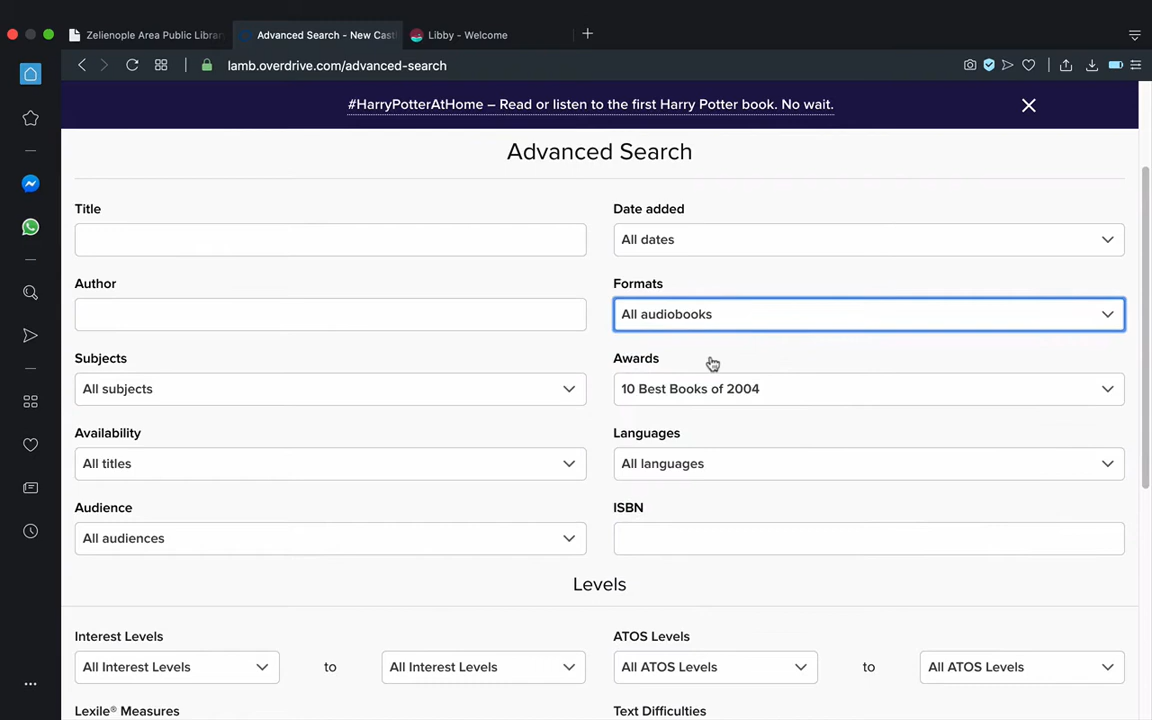 Zelienople Area Public Libra
Advanced Search - New Cast
Libby - Welcome
lamb.overdrive.com/advanced-search
#HarryPotterAtHome – Read or listen to the first Harry Potter book. No wait.
Advanced Search
Title
Date added
All dates
Author
Formats
All audiobooks
Subjects
Awards
All subjects
10 Best Books of 2004
Availability
Languages
All titles
All languages
Audience
ISBN
All audiences
Levels
Interest Levels
ATOS Levels
All Interest Levels to All Interest Levels
All ATOS Levels to All ATOS Levels
Lexile® Measures
Text Difficulties